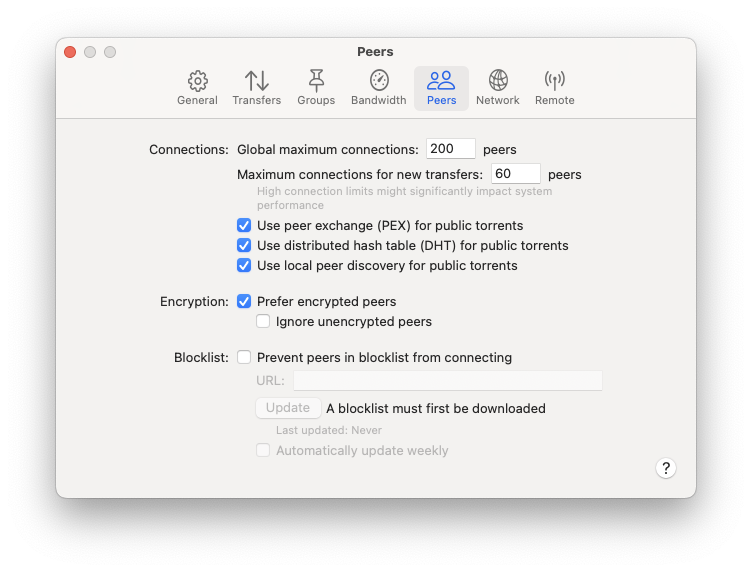 Peers
General Transfers Groups Bandwidth Peers Network Remote
Connections: Global maximum connections: 200 peers
Maximum connections for new transfers: 60 peers
High connection limits might significantly impact system
performance
Use peer exchange (PEX) for public torrents
Use distributed hash table (DHT) for public torrents
Use local peer discovery for public torrents
Encryption: Prefer encrypted peers
Ignore unencrypted peers
Blocklist: Prevent peers in blocklist from connecting
URL:
Update A blocklist must first be downloaded
Last updated: Never
Automatically update weekly
?